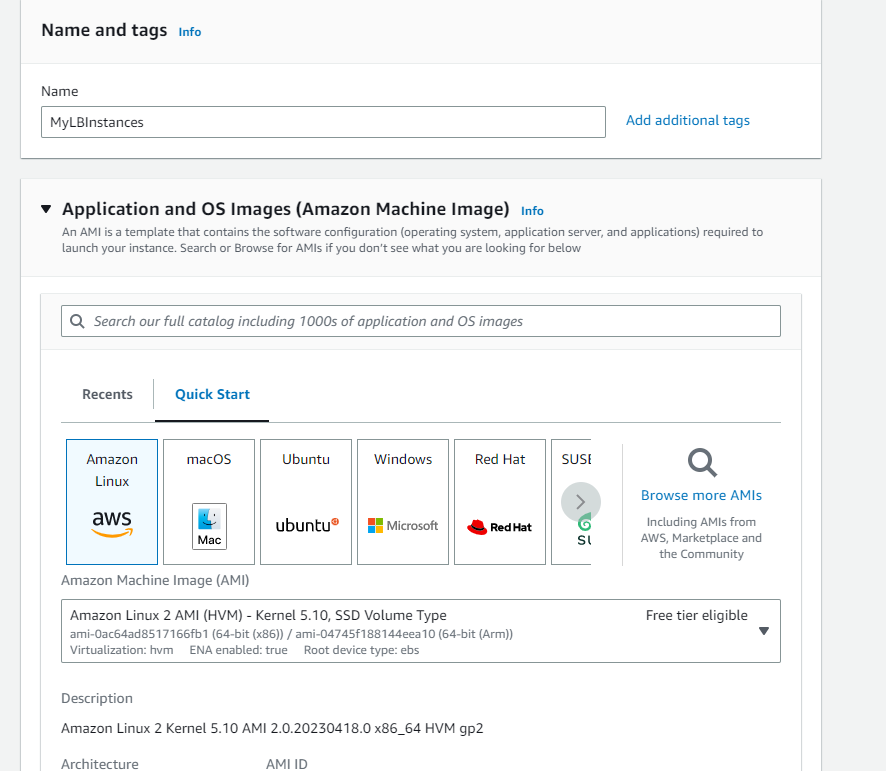 Name and tags Info
Name
MyLBInstances
Add additional tags
Application and OS Images (Amazon Machine Image) Info
An AMI is a template that contains the software configuration (operating system, application server, and applications) required to
launch your instance. Search or Browse for AMIs if you don't see what you are looking for below
Search our full catalog including 1000s of application and OS images
Recents
Quick Start
Amazon
Linux
aws
macOS
Mac
Ubuntu
ubuntu
Windows
Microsoft
Red Hat
Red Hat
SUSE
SU
Browse more AMIs
Including AMIs from
AWS, Marketplace and
the Community
Amazon Machine Image (AMI)
Amazon Linux 2 AMI (HVM) - Kernel 5.10, SSD Volume Type
Free tier eligible
ami-0ac64ad8517166fb1 (64-bit (x86)) / ami-04745f188144eea10 (64-bit (Arm))
Virtualization: hvm ENA enabled: true Root device type: ebs
Description
Amazon Linux 2 Kernel 5.10 AMI 2.0.20230418.0 x86_64 HVM gp2
Architecture
AMI ID